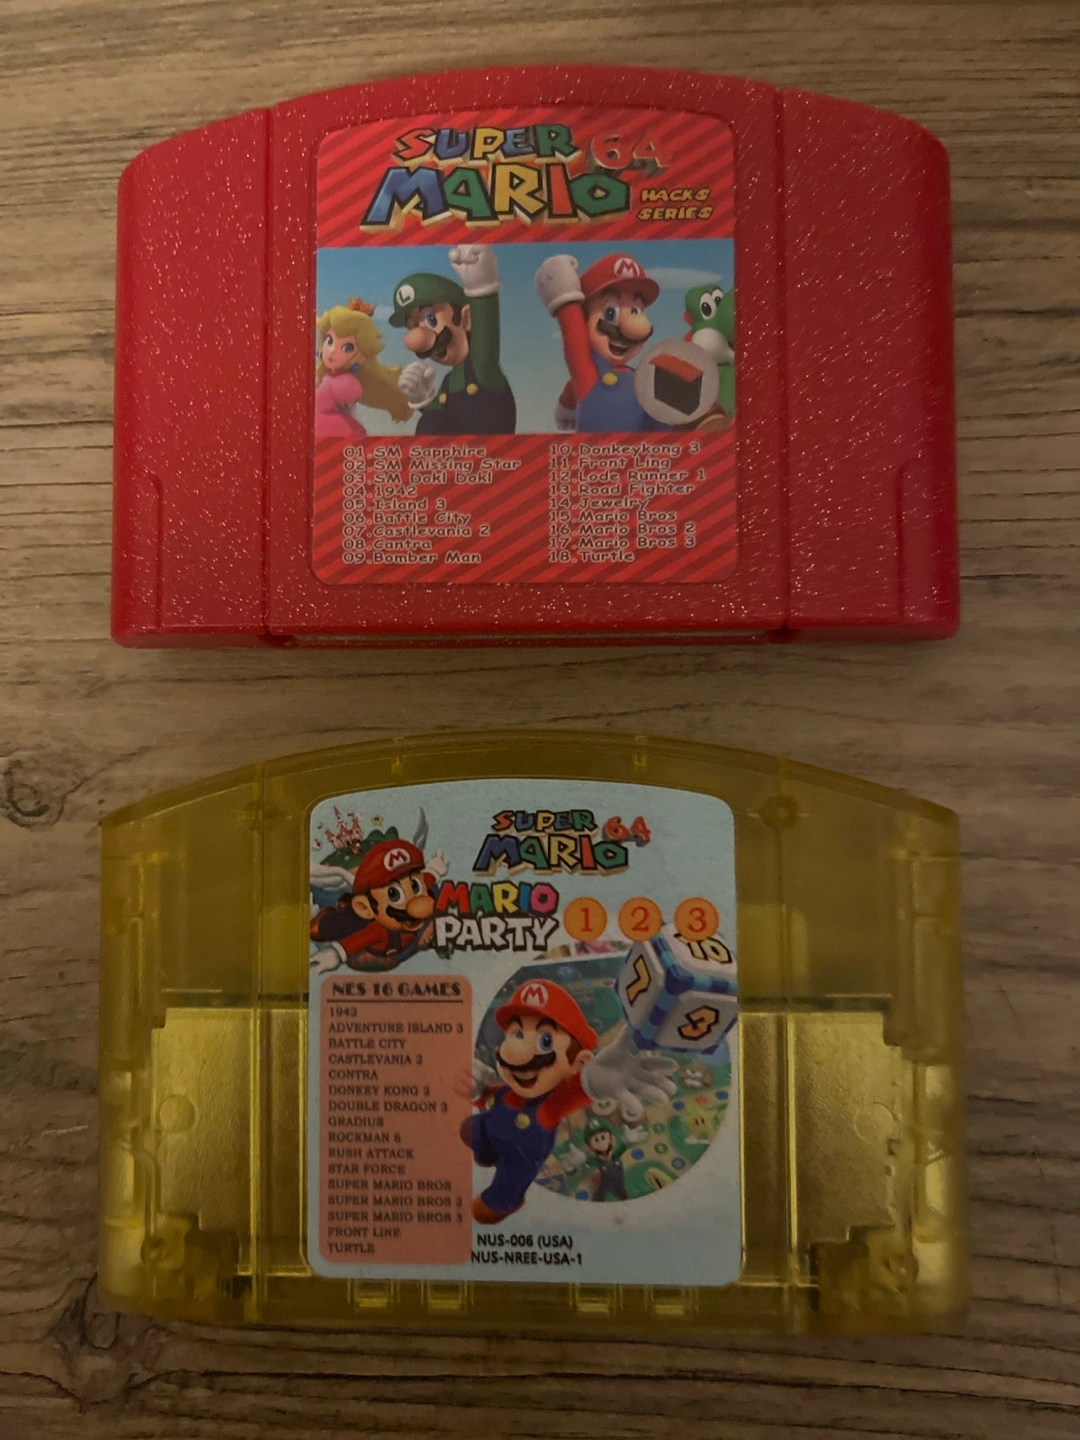 SUPER
MARIO 64
HACKS
SERIES
L
M
01.SM Sapphire
02.SM Missing Star
03.SM Doki Doki
04.1942
05.Island 3
06.Battle City
07.Castlevania 2
08.Cantra
09.Bomber Man
10.Donkeykong 3
11.Front Ling
12.Lode Runner 1
13.Road Fighter
14.Jewelry
15.Mario Bros
16.Mario Bros 2
17.Mario Bros 3
18.Turtle
SUPER
MARIO 64
M
MARIO
PARTY 1 2 3
10
1
3
M
NES 16 GAMES
1942
ADVENTURE ISLAND 3
BATTLE CITY
CASTLEVANIA 2
CONTRA
DONKEY KONG 2
DOUBLE DRAGON 2
GRADIUS
ROCKMAN 6
RUSH ATTACK
STAR FORCE
SUPER MARIO BROS
SUPER MARIO BROS 2
SUPER MARIO BROS 3
FRONT LINE
TURTLE
NUS-006 (USA)
NUS-NREE-USA-1